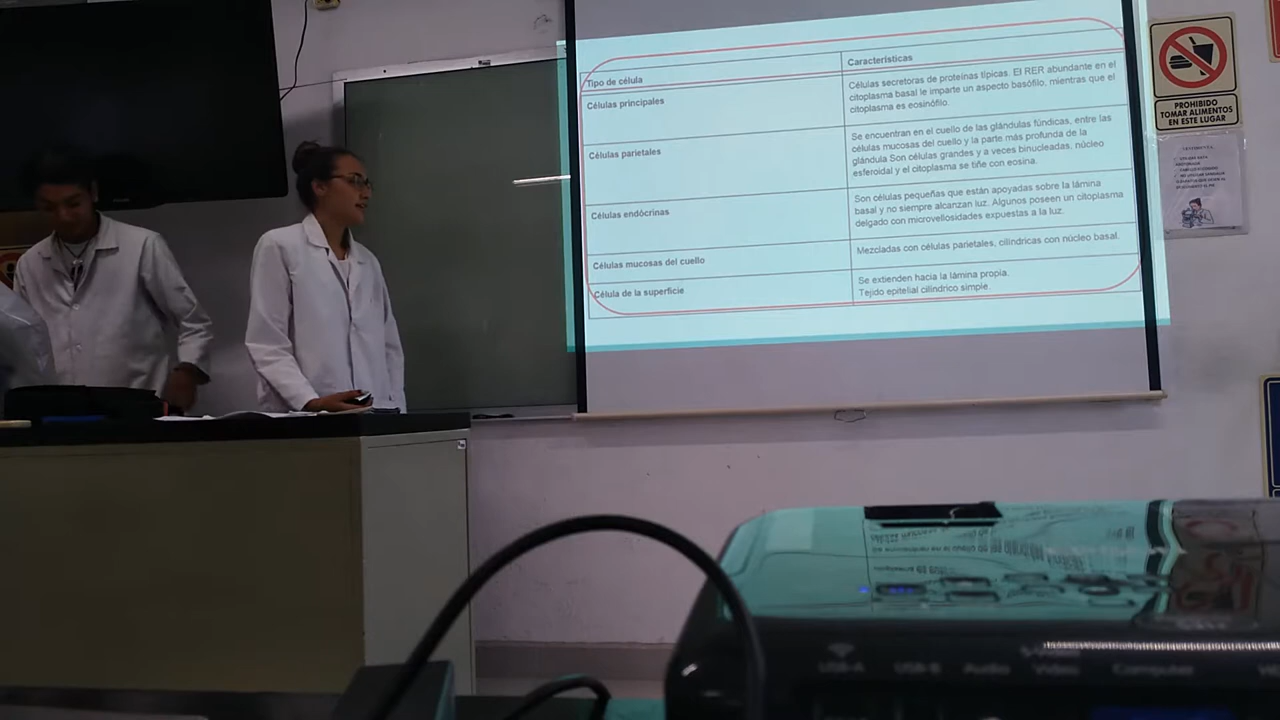 Tipo de célula
Características
Células principales
Células secretoras de proteínas típicas. El RER abundante en el
citoplasma basal le imparte un aspecto basófilo, mientras que el
citoplasma es eosinófilo.
Células parietales
Se encuentran en el cuello de las glándulas fúndicas, entre las
células mucosas del cuello y la parte más profunda de la
glándula Son células grandes y a veces binucleadas, núcleo
esferoidal y el citoplasma se tiñe con eosina.
Células endócrinas
Son células pequeñas que están apoyadas sobre la lámina
basal y no siempre alcanzan luz. Algunos poseen un citoplasma
delgado con microvellosidades expuestas a la luz.
Células mucosas del cuello
Mezcladas con células parietales, cilíndricas con núcleo basal.
Célula de la superficie
Se extienden hacia la lámina propia.
Tejido epitelial cilíndrico simple.
PROHIBIDO
TOMAR ALIMENTOS
EN ESTE LUGAR
USB-A
USB-B
Audio
Video
Computer